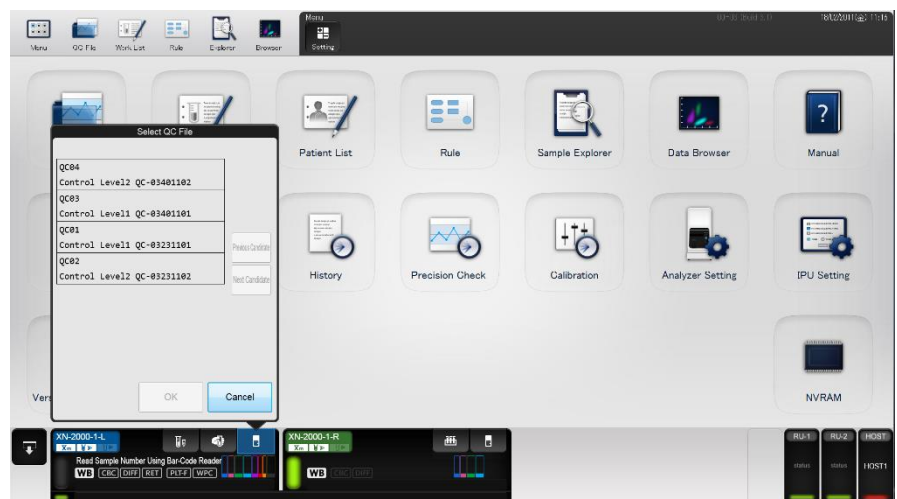 Menu
QC File
Work List
Rule
Explorer
Browser
Menu
Setting
11:15
Select QC File
QC04
Control Level2 QC-03401102
QC03
Control Level1 QC-03401101
QC01
Control Level1 QC-03231101
QC02
Control Level2 QC-03231102
Previous Candidate
Next Candidate
OK
Cancel
Patient List
Rule
Sample Explorer
Data Browser
Manual
History
Precision Check
Calibration
Analyzer Setting
IPU Setting
Vers
NVRAM
XN-2000-1-L
Read Sample Number Using Bar-Code Reader
WB CBC DIFF RET PLT-F WPC
XN-2000-1-R
WB CBC DIFF
RU-1
RU-2
HOST
status
status
HOST1